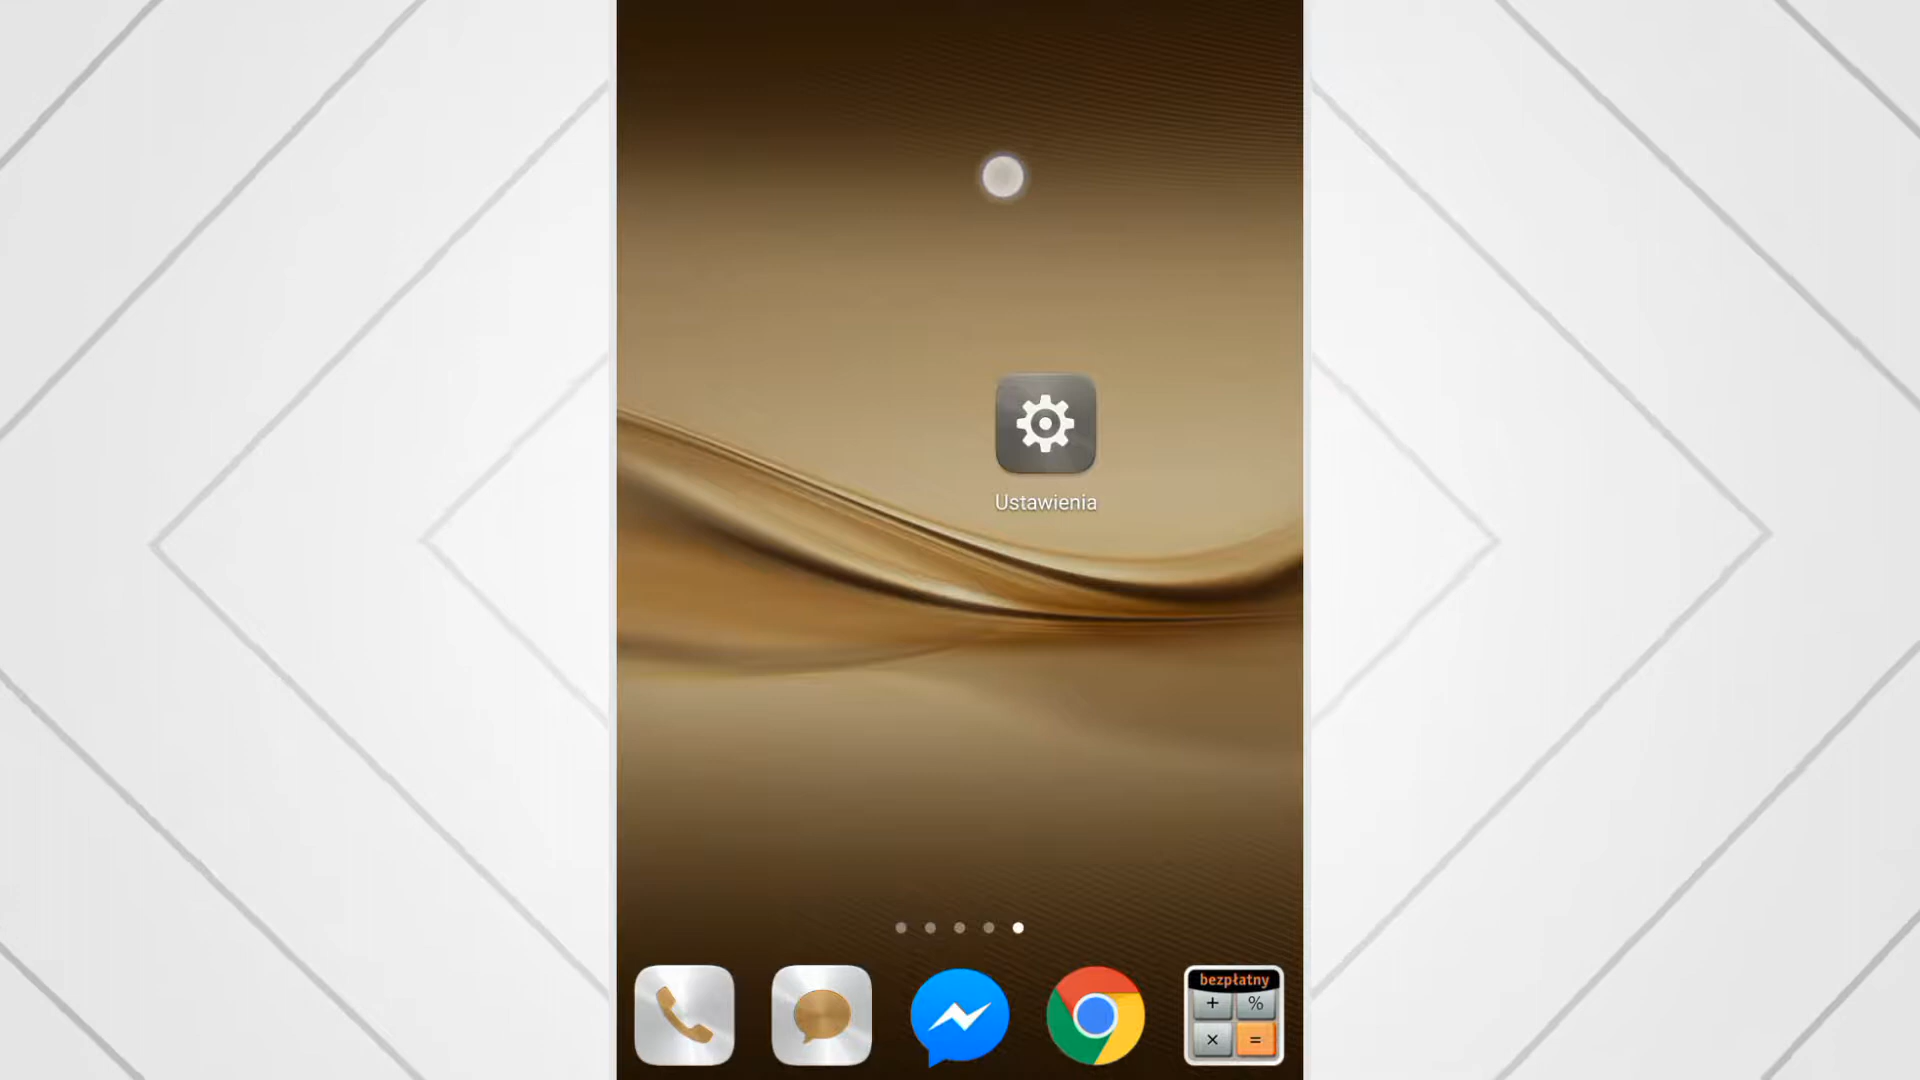 Ustawienia
bezpłatny
+ %
× =